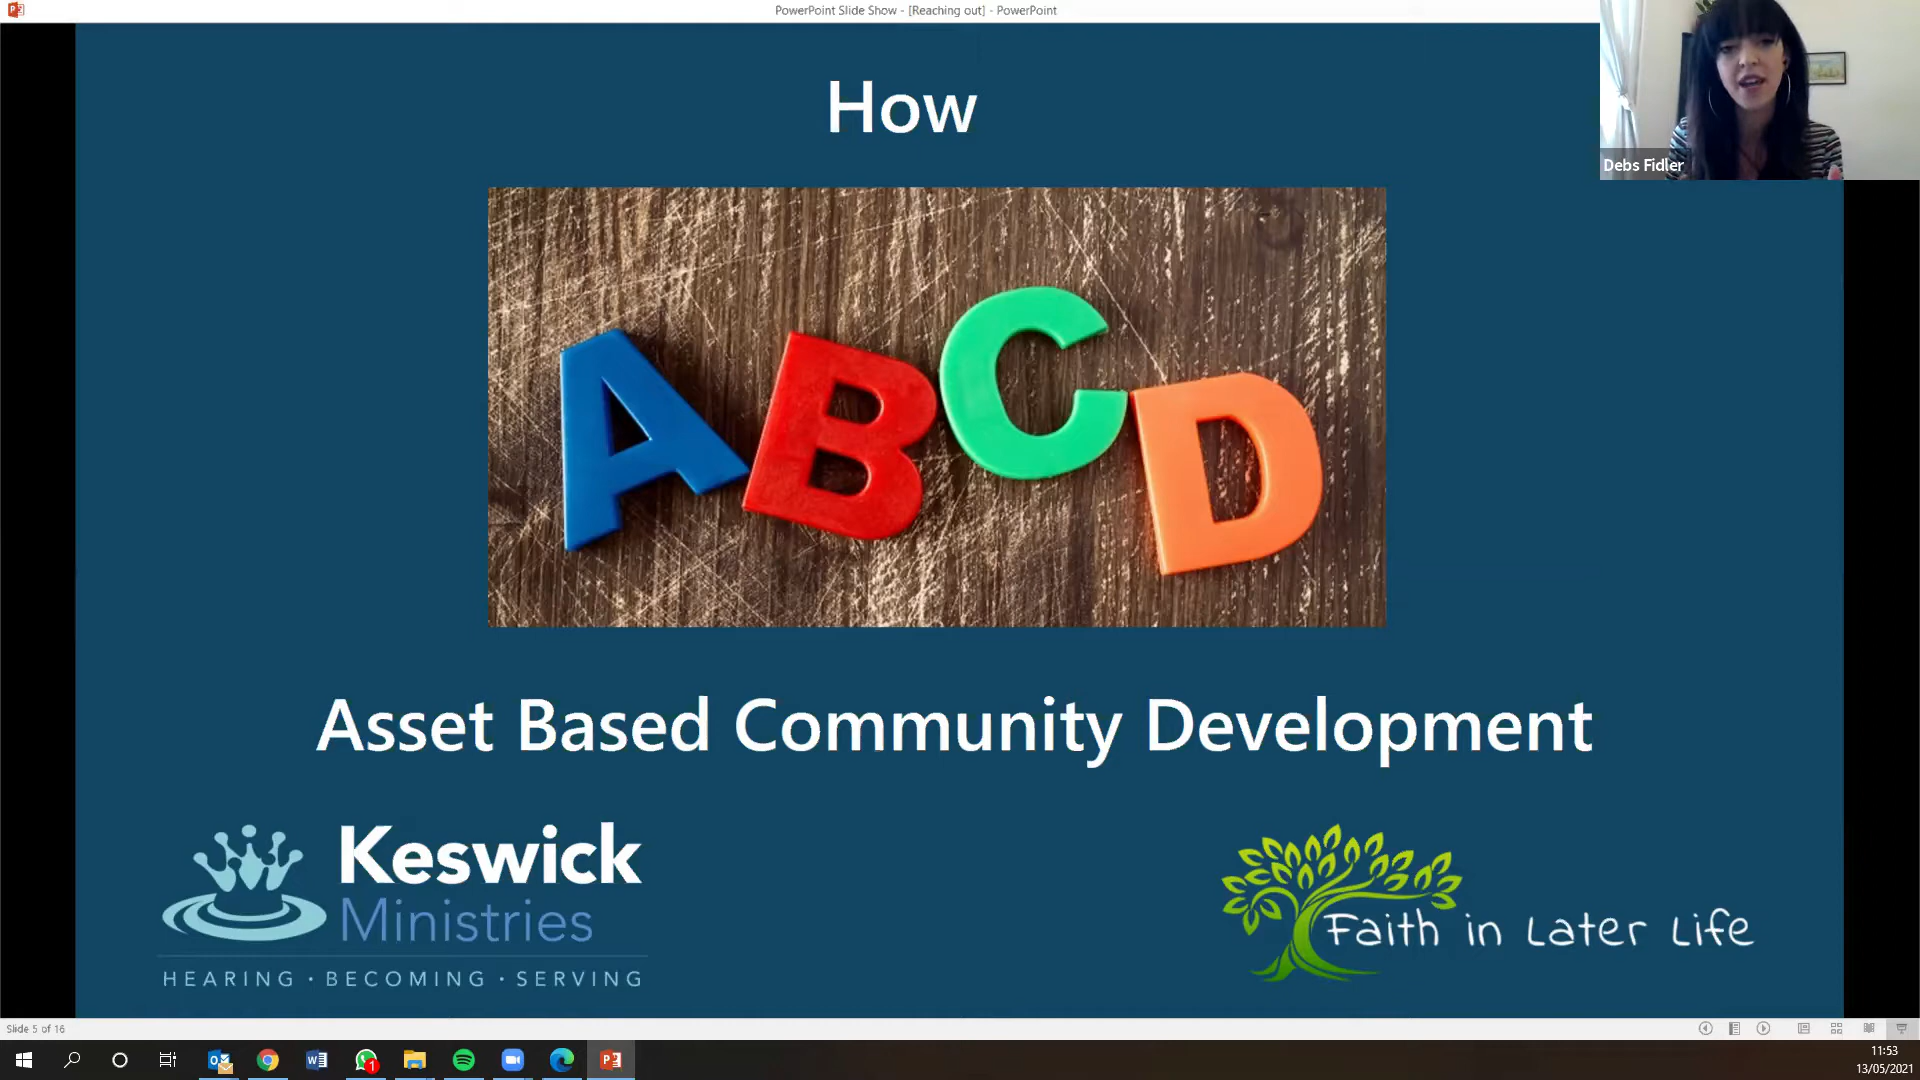 PowerPoint Slide Show - [Reaching out] - PowerPoint
Debs Fidler
How
ABCD
Asset Based Community Development
Keswick
Ministries
HEARING · BECOMING · SERVING
Faith in Later Life
Slide 5 of 16
1
11:53
13/05/2021